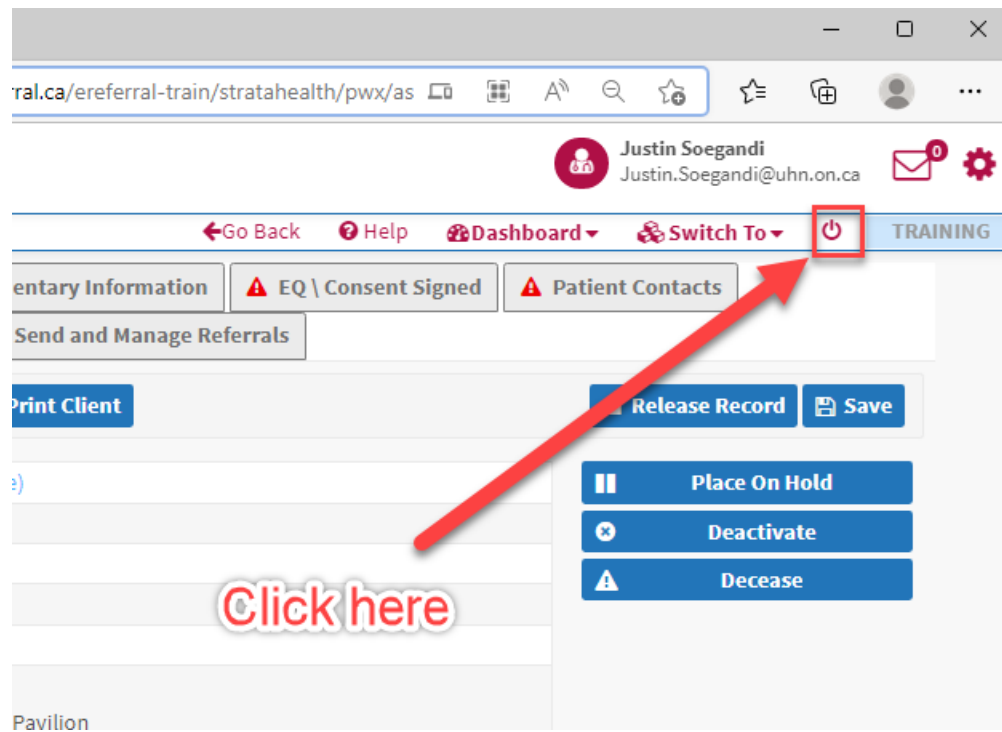 rral.ca/ereferral-train/stratahealth/pwx/as
Justin Soegandi
Justin.Soegandi@uhn.on.ca
0
Go Back Help Dashboard Switch To TRAINING
entary Information EQ \ Consent Signed Patient Contacts
Send and Manage Referrals
Print Client Release Record Save
e)
Place On Hold
Deactivate
Decease
Click here
Pavilion